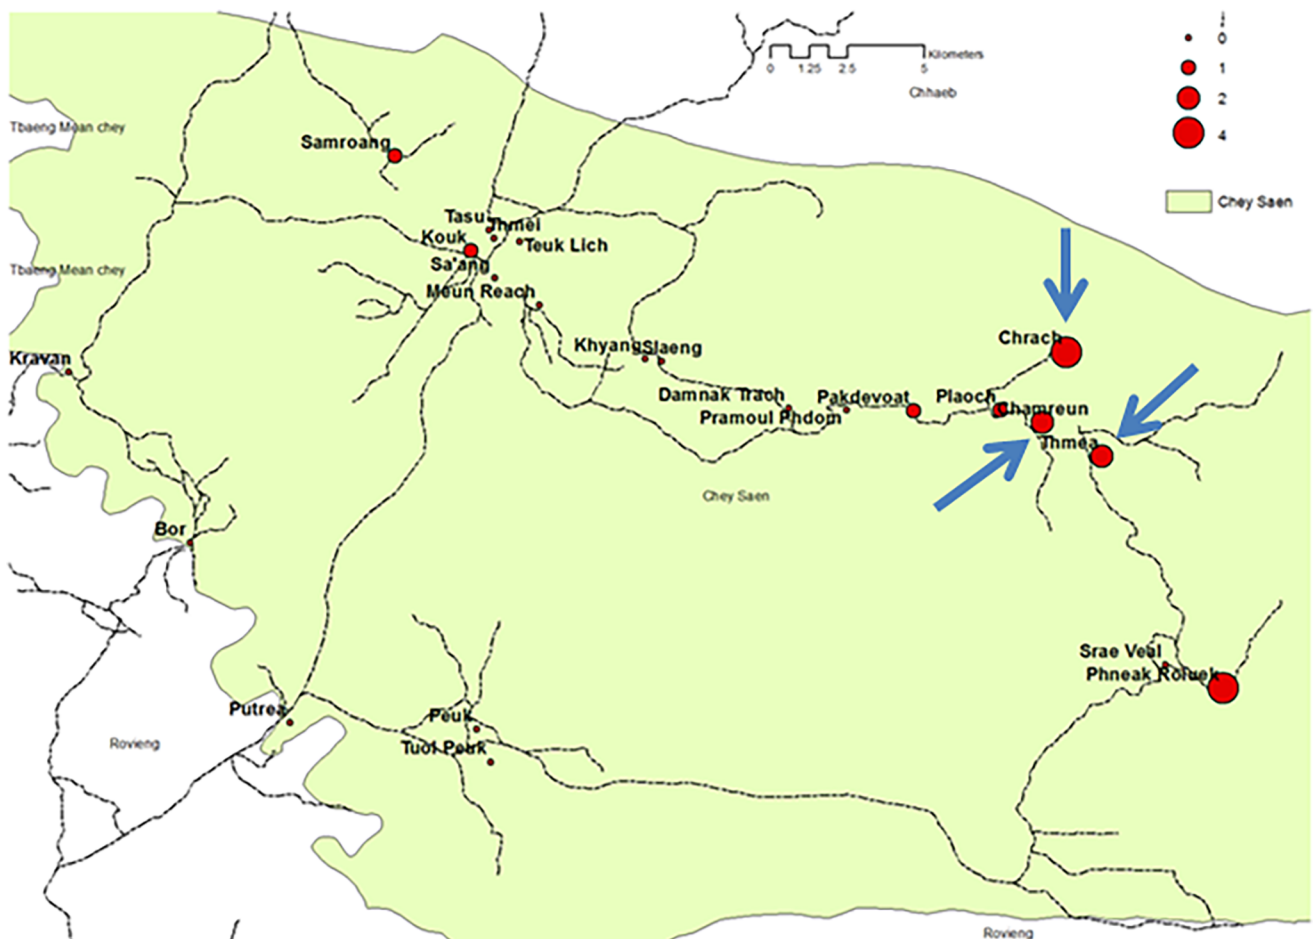 0
Kilometers
0 1.25 2.5 5
1
Chhaeb
2
Tbaeng Mean chey
4
Samroang
Chey Saen
Tasu
Thmei
Kouk
Teuk Lich
Sa'ang
Tbaeng Mean chey
Meun Reach
Chrach
Khyang
Slaeng
Kravan
Damnak Trach
Pakdevoat
Plaoch
Chamreun
Pramoul Phdom
Thmea
Chey Saen
Bor
Srae Veal
Phneak Roluek
Putrea
Peuk
Rovieng
Tuol Peuk
Rovieng